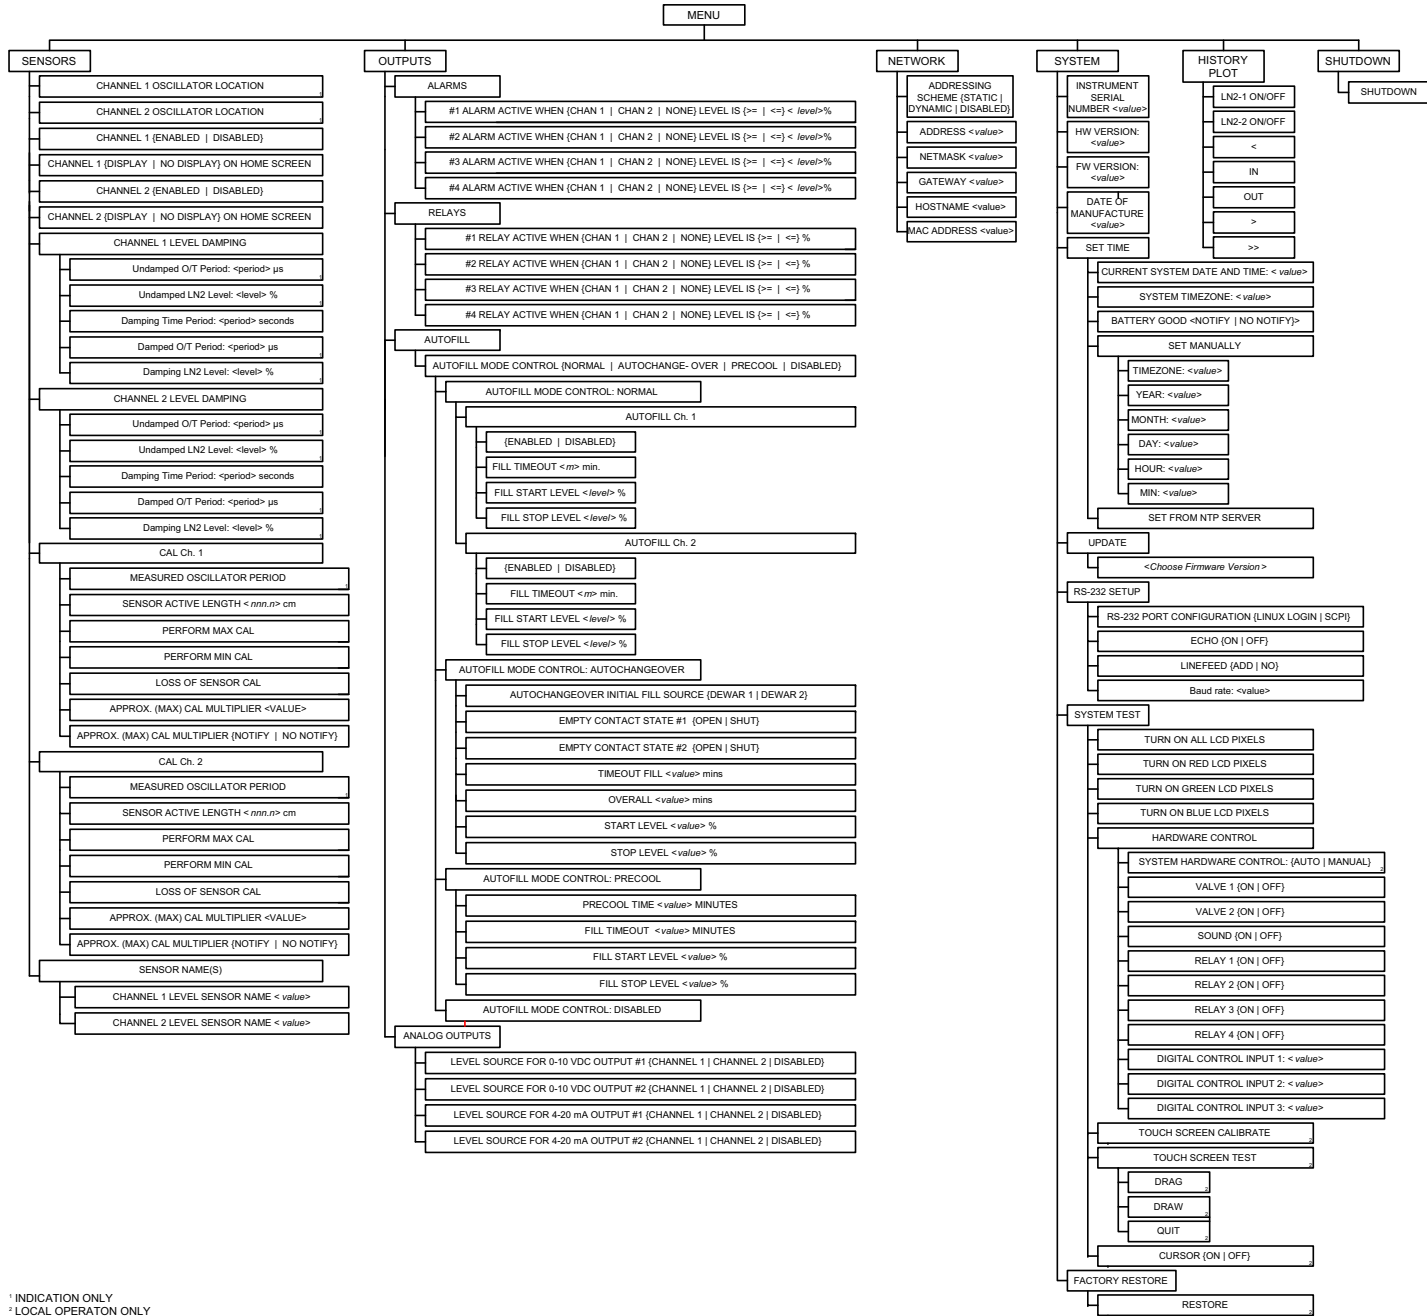 MENU
SENSORS
CHANNEL 1 OSCILLATOR LOCATION
1
CHANNEL 2 OSCILLATOR LOCATION
1
CHANNEL 1 {ENABLED | DISABLED}
CHANNEL 1 {DISPLAY | NO DISPLAY} ON HOME SCREEN
CHANNEL 2 {ENABLED | DISABLED}
CHANNEL 2 {DISPLAY | NO DISPLAY} ON HOME SCREEN
CHANNEL 1 LEVEL DAMPING
Undamped O/T Period: <period> µs
1
Undamped LN2 Level: <level> %
1
Damping Time Period: <period> seconds
Damped O/T Period: <period> µs
1
Damping LN2 Level: <level> %
1
CHANNEL 2 LEVEL DAMPING
Undamped O/T Period: <period> µs
1
Undamped LN2 Level: <level> %
1
Damping Time Period: <period> seconds
Damped O/T Period: <period> µs
1
Damping LN2 Level: <level> %
1
CAL Ch. 1
MEASURED OSCILLATOR PERIOD
1
SENSOR ACTIVE LENGTH < nnn.n> cm
PERFORM MAX CAL
PERFORM MIN CAL
LOSS OF SENSOR CAL
APPROX. (MAX) CAL MULTIPLIER <VALUE>
APPROX. (MAX) CAL MULTIPLIER {NOTIFY | NO NOTIFY}
CAL Ch. 2
MEASURED OSCILLATOR PERIOD
1
SENSOR ACTIVE LENGTH < nnn.n> cm
PERFORM MAX CAL
PERFORM MIN CAL
LOSS OF SENSOR CAL
APPROX. (MAX) CAL MULTIPLIER <VALUE>
APPROX. (MAX) CAL MULTIPLIER {NOTIFY | NO NOTIFY}
SENSOR NAME(S)
CHANNEL 1 LEVEL SENSOR NAME < value>
CHANNEL 2 LEVEL SENSOR NAME < value>
OUTPUTS
ALARMS
#1 ALARM ACTIVE WHEN {CHAN 1 | CHAN 2 | NONE} LEVEL IS {>= | <=} < level>%
#2 ALARM ACTIVE WHEN {CHAN 1 | CHAN 2 | NONE} LEVEL IS {>= | <=} < level>%
#3 ALARM ACTIVE WHEN {CHAN 1 | CHAN 2 | NONE} LEVEL IS {>= | <=} < level>%
#4 ALARM ACTIVE WHEN {CHAN 1 | CHAN 2 | NONE} LEVEL IS {>= | <=} < level>%
RELAYS
#1 RELAY ACTIVE WHEN {CHAN 1 | CHAN 2 | NONE} LEVEL IS {>= | <=} %
#2 RELAY ACTIVE WHEN {CHAN 1 | CHAN 2 | NONE} LEVEL IS {>= | <=} %
#3 RELAY ACTIVE WHEN {CHAN 1 | CHAN 2 | NONE} LEVEL IS {>= | <=} %
#4 RELAY ACTIVE WHEN {CHAN 1 | CHAN 2 | NONE} LEVEL IS {>= | <=} %
AUTOFILL
AUTOFILL MODE CONTROL {NORMAL | AUTOCHANGE- OVER | PRECOOL | DISABLED}
AUTOFILL MODE CONTROL: NORMAL
AUTOFILL Ch. 1
{ENABLED | DISABLED}
FILL TIMEOUT <m> min.
FILL START LEVEL <level> %
FILL STOP LEVEL <level> %
AUTOFILL Ch. 2
{ENABLED | DISABLED}
FILL TIMEOUT <m> min.
FILL START LEVEL <level> %
FILL STOP LEVEL <level> %
AUTOFILL MODE CONTROL: AUTOCHANGEOVER
AUTOCHANGEOVER INITIAL FILL SOURCE {DEWAR 1 | DEWAR 2}
EMPTY CONTACT STATE #1 {OPEN | SHUT}
EMPTY CONTACT STATE #2 {OPEN | SHUT}
TIMEOUT FILL <value> mins
OVERALL <value> mins
START LEVEL <value> %
STOP LEVEL <value> %
AUTOFILL MODE CONTROL: PRECOOL
PRECOOL TIME <value> MINUTES
FILL TIMEOUT <value> MINUTES
FILL START LEVEL <value> %
FILL STOP LEVEL <value> %
AUTOFILL MODE CONTROL: DISABLED
ANALOG OUTPUTS
LEVEL SOURCE FOR 0-10 VDC OUTPUT #1 {CHANNEL 1 | CHANNEL 2 | DISABLED}
LEVEL SOURCE FOR 0-10 VDC OUTPUT #2 {CHANNEL 1 | CHANNEL 2 | DISABLED}
LEVEL SOURCE FOR 4-20 mA OUTPUT #1 {CHANNEL 1 | CHANNEL 2 | DISABLED}
LEVEL SOURCE FOR 4-20 mA OUTPUT #2 {CHANNEL 1 | CHANNEL 2 | DISABLED}
NETWORK
ADDRESSING
SCHEME {STATIC |
DYNAMIC | DISABLED}
ADDRESS <value>
NETMASK <value>
GATEWAY <value>
HOSTNAME <value>
MAC ADDRESS <value>
SYSTEM
INSTRUMENT
SERIAL
NUMBER <value>
HW VERSION:
<value>
FW VERSION:
<value>
DATE OF
MANUFACTURE
<value>
SET TIME
CURRENT SYSTEM DATE AND TIME: < value>
SYSTEM TIMEZONE: < value>
BATTERY GOOD <NOTIFY | NO NOTIFY}>
SET MANUALLY
TIMEZONE: <value>
YEAR: <value>
MONTH: <value>
DAY: <value>
HOUR: <value>
MIN: <value>
SET FROM NTP SERVER
UPDATE
<Choose Firmware Version>
RS-232 SETUP
RS-232 PORT CONFIGURATION {LINUX LOGIN | SCPI}
ECHO {ON | OFF}
LINEFEED {ADD | NO}
Baud rate: <value>
SYSTEM TEST
TURN ON ALL LCD PIXELS
TURN ON RED LCD PIXELS
TURN ON GREEN LCD PIXELS
TURN ON BLUE LCD PIXELS
HARDWARE CONTROL
SYSTEM HARDWARE CONTROL: {AUTO | MANUAL}
2
VALVE 1 {ON | OFF}
VALVE 2 {ON | OFF}
SOUND {ON | OFF}
RELAY 1 {ON | OFF}
RELAY 2 {ON | OFF}
RELAY 3 {ON | OFF}
RELAY 4 {ON | OFF}
DIGITAL CONTROL INPUT 1: < value>
DIGITAL CONTROL INPUT 2: < value>
DIGITAL CONTROL INPUT 3: < value>
TOUCH SCREEN CALIBRATE
2
TOUCH SCREEN TEST
2
DRAG
2
DRAW
2
QUIT
2
CURSOR {ON | OFF}
2
FACTORY RESTORE
RESTORE
2
HISTORY
PLOT
LN2-1 ON/OFF
LN2-2 ON/OFF
<
IN
OUT
>
>>
SHUTDOWN
SHUTDOWN
¹ INDICATION ONLY
² LOCAL OPERATON ONLY